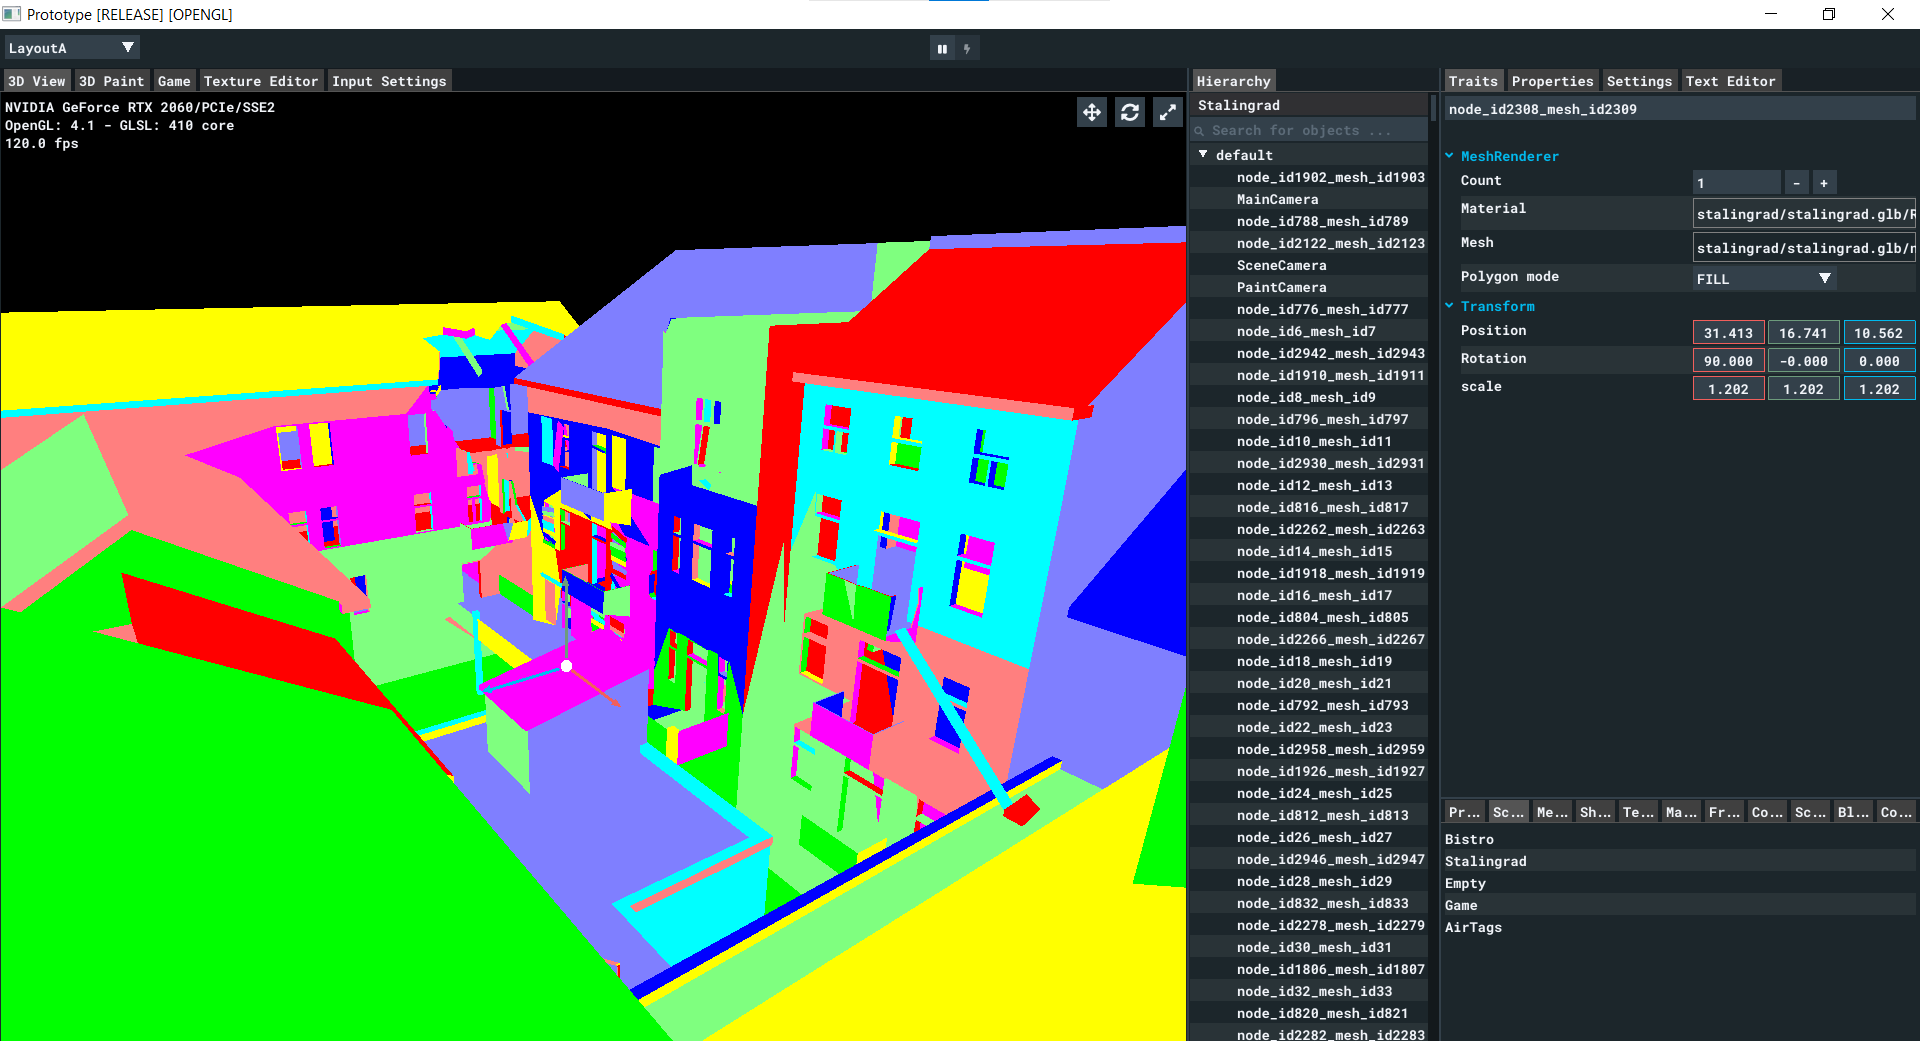 Prototype [RELEASE] [OPENGL]
LayoutA
3D View 3D Paint Game Texture Editor Input Settings
NVIDIA GeForce RTX 2060/PCIe/SSE2
OpenGL: 4.1 - GLSL: 410 core
120.0 fps
Hierarchy
Stalingrad
Search for objects ...
default
node_id1902_mesh_id1903
MainCamera
node_id788_mesh_id789
node_id2122_mesh_id2123
SceneCamera
PaintCamera
node_id776_mesh_id777
node_id6_mesh_id7
node_id2942_mesh_id2943
node_id1910_mesh_id1911
node_id8_mesh_id9
node_id796_mesh_id797
node_id10_mesh_id11
node_id2930_mesh_id2931
node_id12_mesh_id13
node_id816_mesh_id817
node_id2262_mesh_id2263
node_id14_mesh_id15
node_id1918_mesh_id1919
node_id16_mesh_id17
node_id804_mesh_id805
node_id2266_mesh_id2267
node_id18_mesh_id19
node_id20_mesh_id21
node_id792_mesh_id793
node_id22_mesh_id23
node_id2958_mesh_id2959
node_id1926_mesh_id1927
node_id24_mesh_id25
node_id812_mesh_id813
node_id26_mesh_id27
node_id2946_mesh_id2947
node_id28_mesh_id29
node_id832_mesh_id833
node_id2278_mesh_id2279
node_id30_mesh_id31
node_id1806_mesh_id1807
node_id32_mesh_id33
node_id820_mesh_id821
node_id2282_mesh_id2283
Traits Properties Settings Text Editor
node_id2308_mesh_id2309
MeshRenderer
Count 1 - +
Material stalingrad/stalingrad.glb/
Mesh stalingrad/stalingrad.glb/
Polygon mode FILL
Transform
Position 31.413 16.741 10.562
Rotation 90.000 -0.000 0.000
scale 1.202 1.202 1.202
Pr... Sc... Me... Sh... Te... Ma... Fr... Co... Sc... Bl... Co...
Bistro
Stalingrad
Empty
Game
AirTags